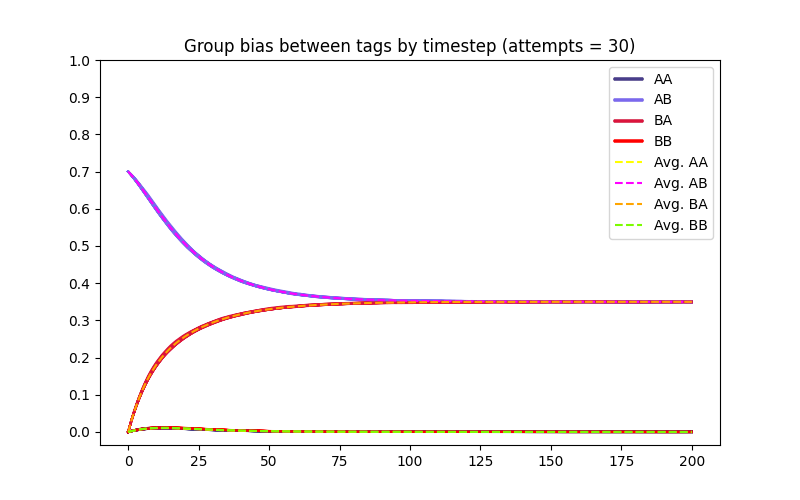 Group bias between tags by timestep (attempts = 30)
1.0
0.9
0.8
0.7
0.6
0.5
0.4
0.3
0.2
0.1
0.0
0 25 50 75 100 125 150 175 200
AA
AB
BA
BB
Avg. AA
Avg. AB
Avg. BA
Avg. BB